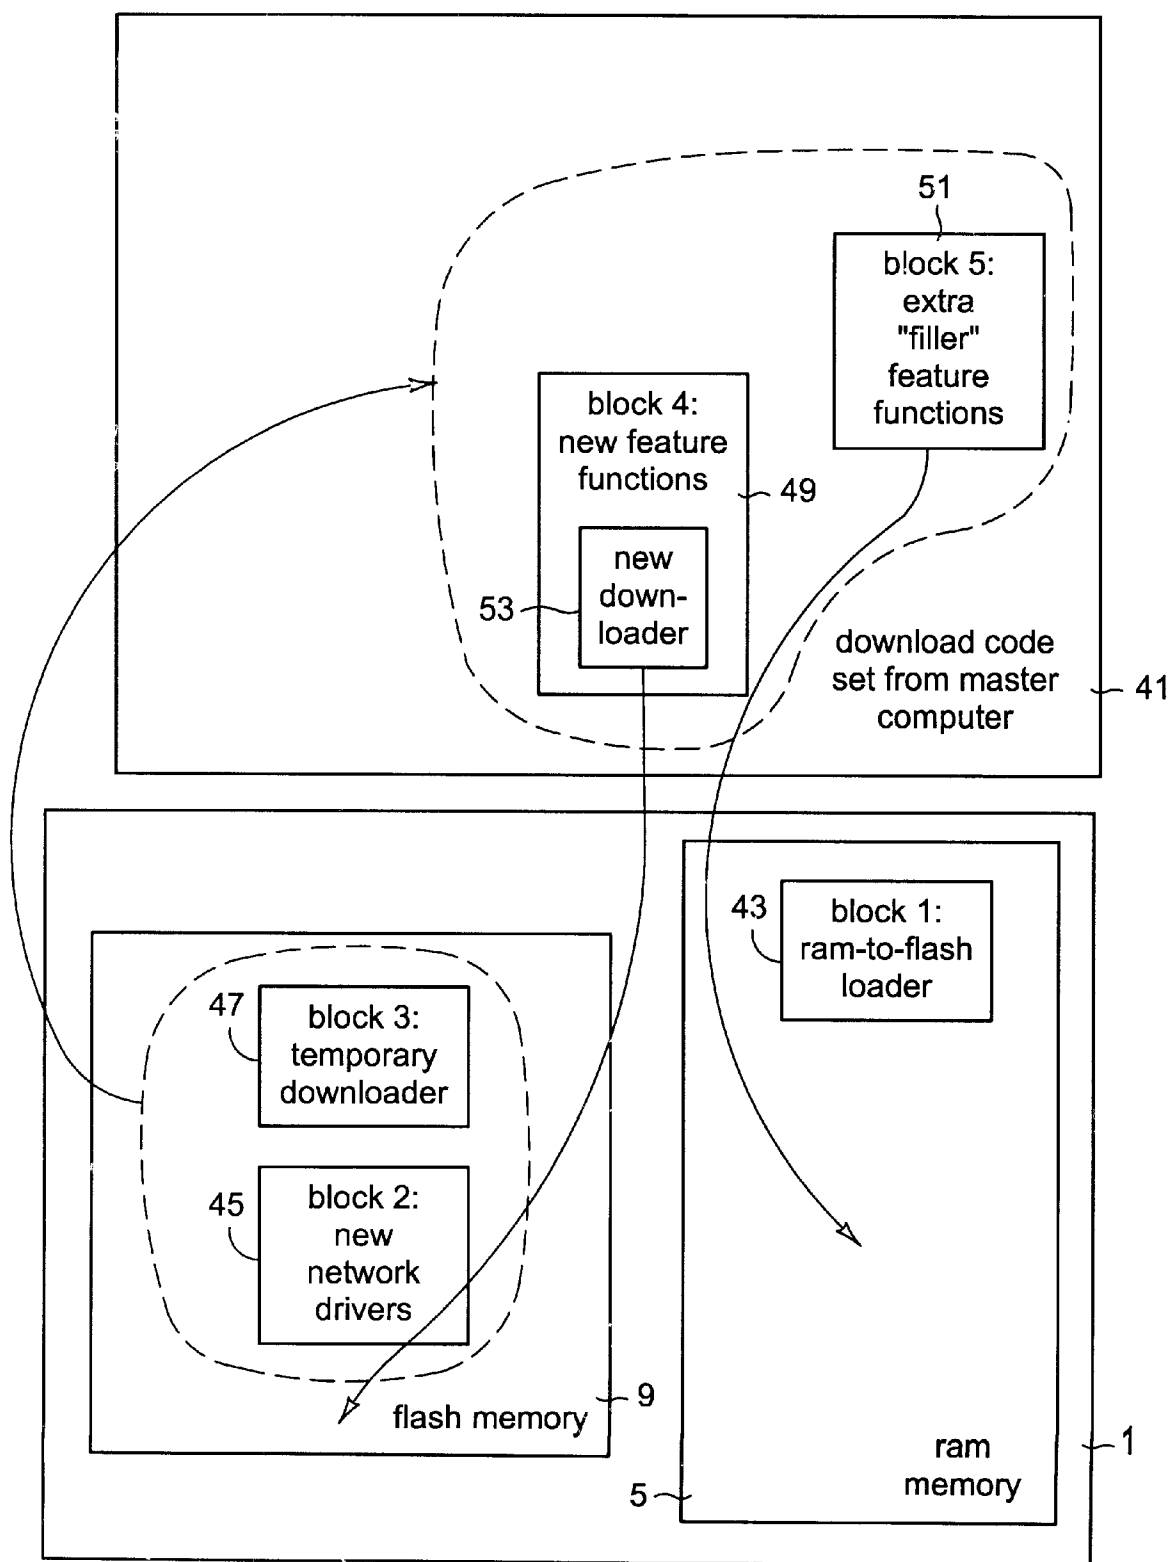 51
block 5:
extra
"filler"
feature
functions
block 4:
new feature
functions
49
new
down-
loader
53
download code
set from master
computer
41
43
block 1:
ram-to-flash
loader
47
block 3:
temporary
downloader
45
block 2:
new
network
drivers
9
flash memory
1
ram
memory
5